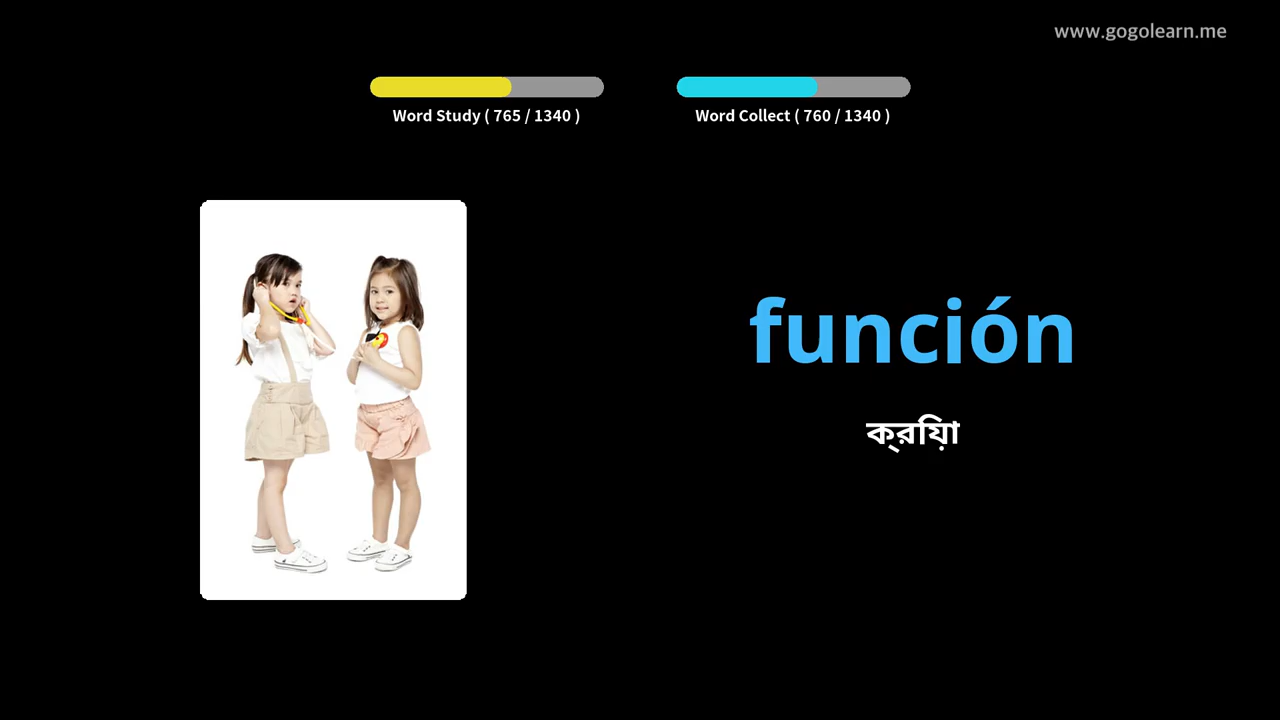 www.gogolearn.me
Word Study ( 765 / 1340 )
Word Collect ( 760 / 1340 )
función
ক্রিয়া